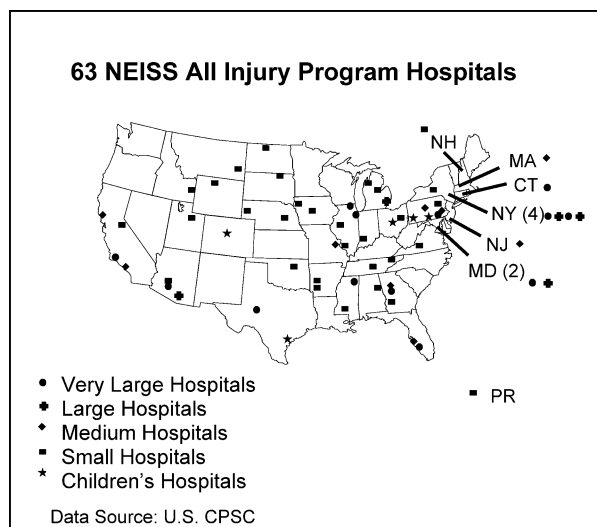 63 NEISS All Injury Program Hospitals
NH
MA
CT
NY (4)
NJ
MD (2)
Very Large Hospitals
Large Hospitals
Medium Hospitals
Small Hospitals
Children's Hospitals
PR
Data Source: U.S. CPSC